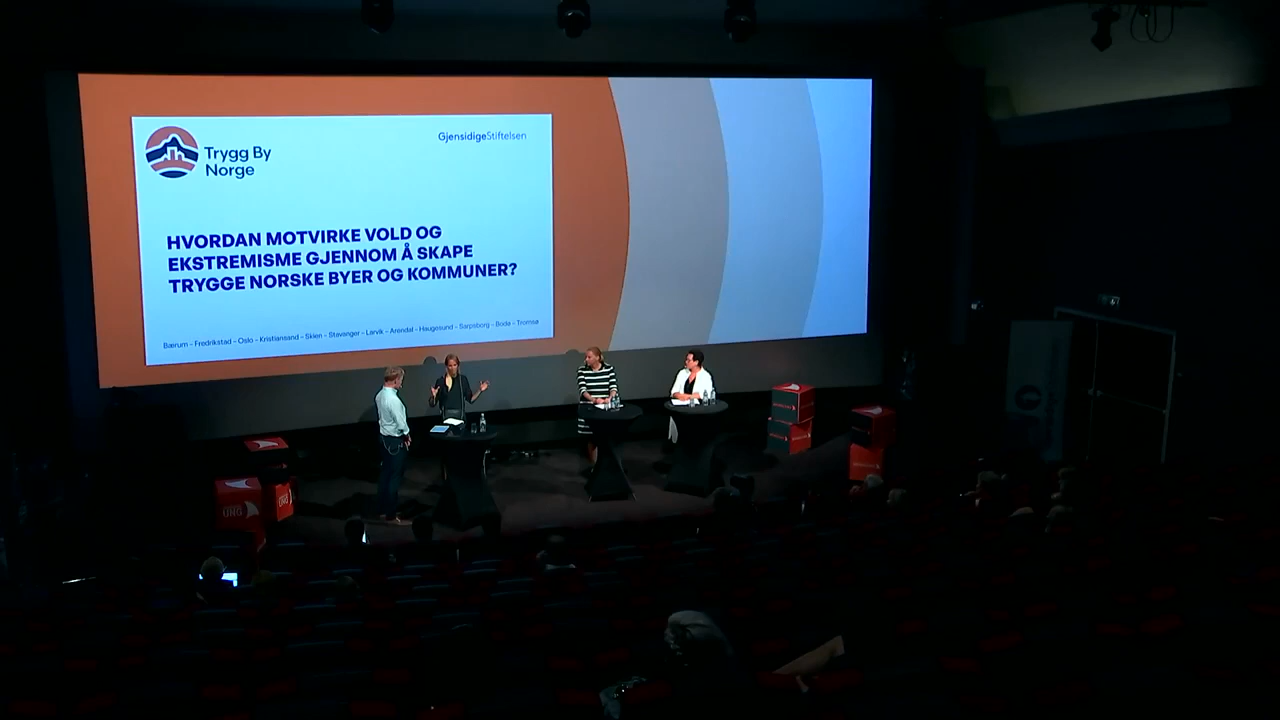 Trygg By
Norge
GjensidigeStiftelsen
HVORDAN MOTVIRKE VOLD OG
EKSTREMISME GJENNOM Å SKAPE
TRYGGE NORSKE BYER OG KOMMUNER?
Bærum – Fredrikstad – Oslo – Kristiansand – Skien – Stavanger – Larvik – Arendal – Haugesund – Sarpsborg – Bodø – Tromsø
UNG